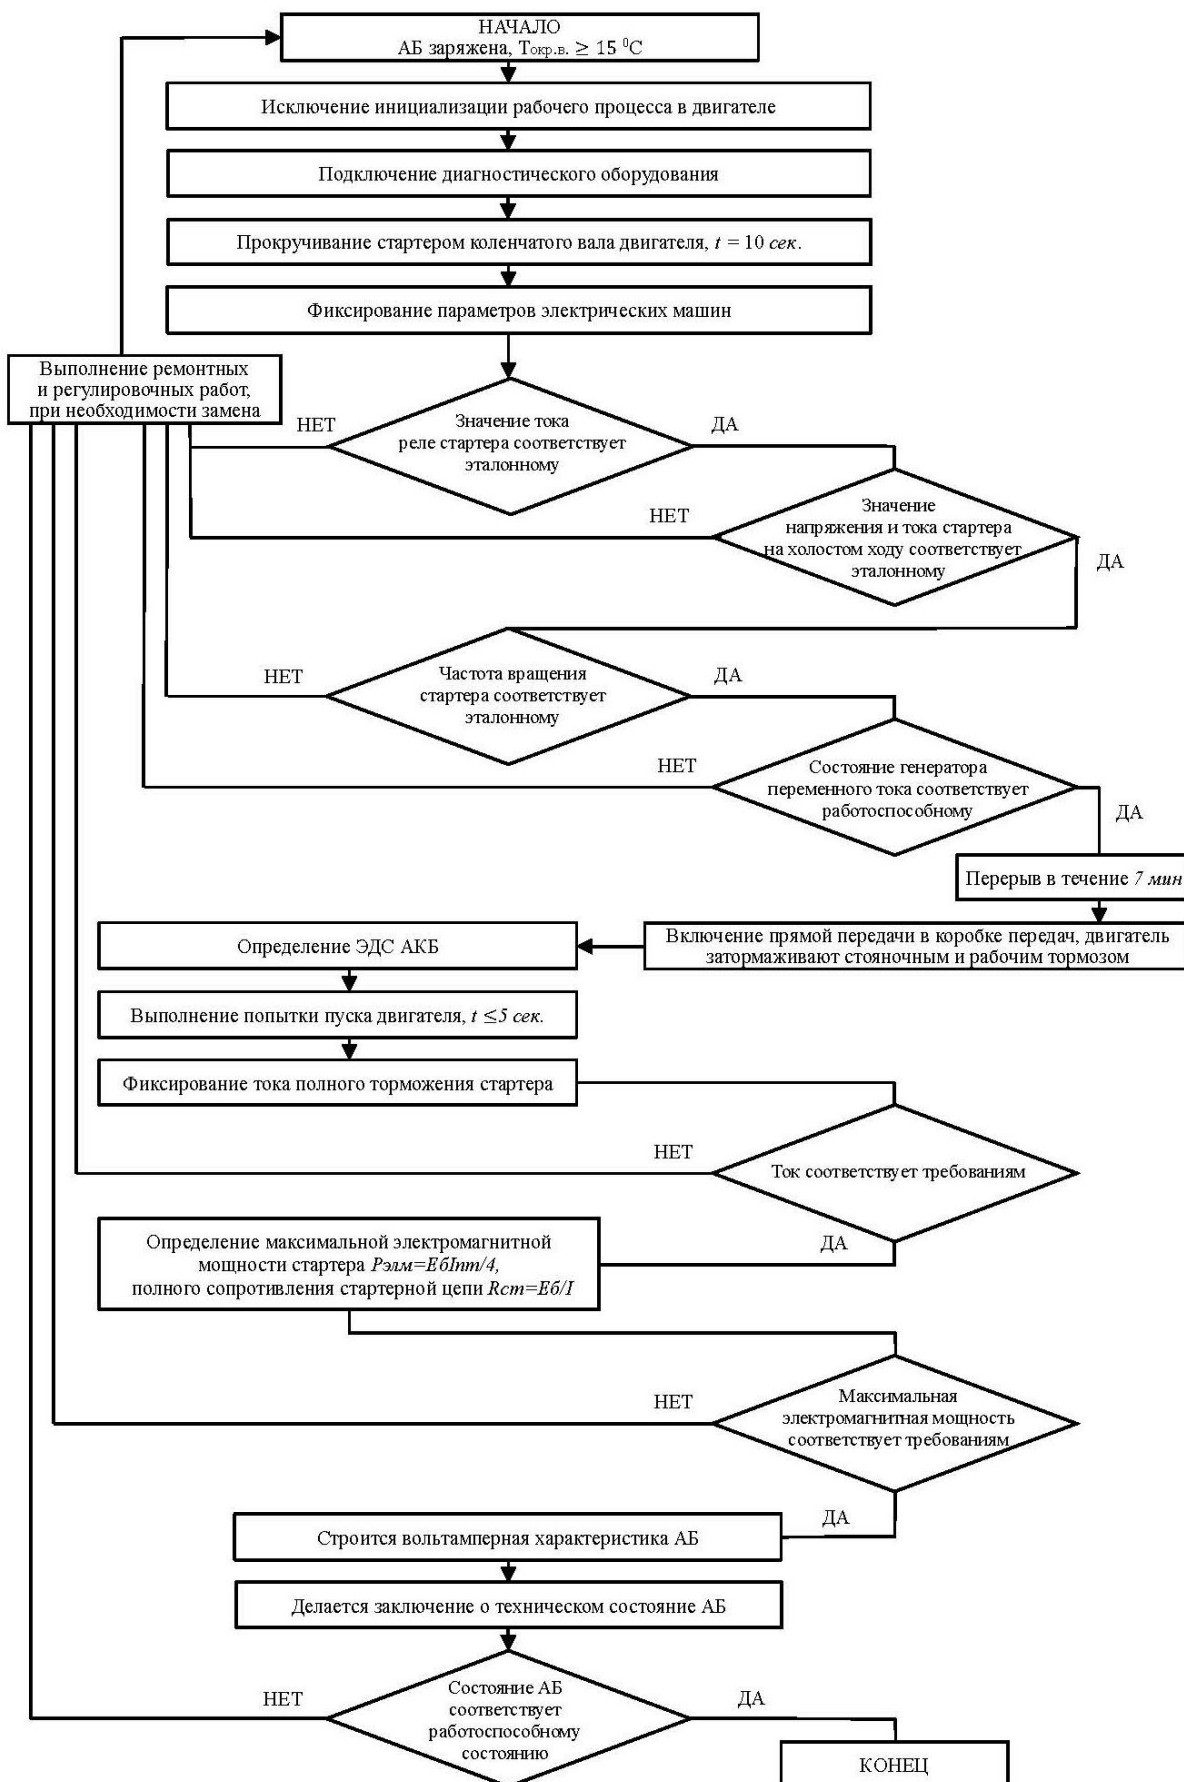 НАЧАЛО
АБ заряжена, Tокр.в. ≥ 15 ⁰C
Исключение инициализации рабочего процесса в двигателе
Подключение диагностического оборудования
Прокручивание стартером коленчатого вала двигателя, t = 10 сек.
Фиксирование параметров электрических машин
Выполнение ремонтных
и регулировочных работ,
при необходимости замена
НЕТ
Значение тока
реле стартера соответствует
эталонному
ДА
НЕТ
Значение
напряжения и тока стартера
на холостом ходу соответствует
эталонному
ДА
НЕТ
Частота вращения
стартера соответствует
эталонному
ДА
НЕТ
Состояние генератора
переменного тока соответствует
работоспособному
ДА
Перерыв в течение 7 мин
Включение прямой передачи в коробке передач, двигатель
затормаживают стояночным и рабочим тормозом
Определение ЭДС АКБ
Выполнение попытки пуска двигателя, t ≤5 сек.
Фиксирование тока полного торможения стартера
НЕТ
Ток соответствует требованиям
ДА
Определение максимальной электромагнитной
мощности стартера Pэлм=EбIпт/4,
полного сопротивления стартерной цепи Rст=Eб/I
НЕТ
Максимальная
электромагнитная мощность
соответствует требованиям
ДА
Строится вольтамперная характеристика АБ
Делается заключение о техническом состояние АБ
НЕТ
Состояние АБ
соответствует
работоспособному
состоянию
ДА
КОНЕЦ